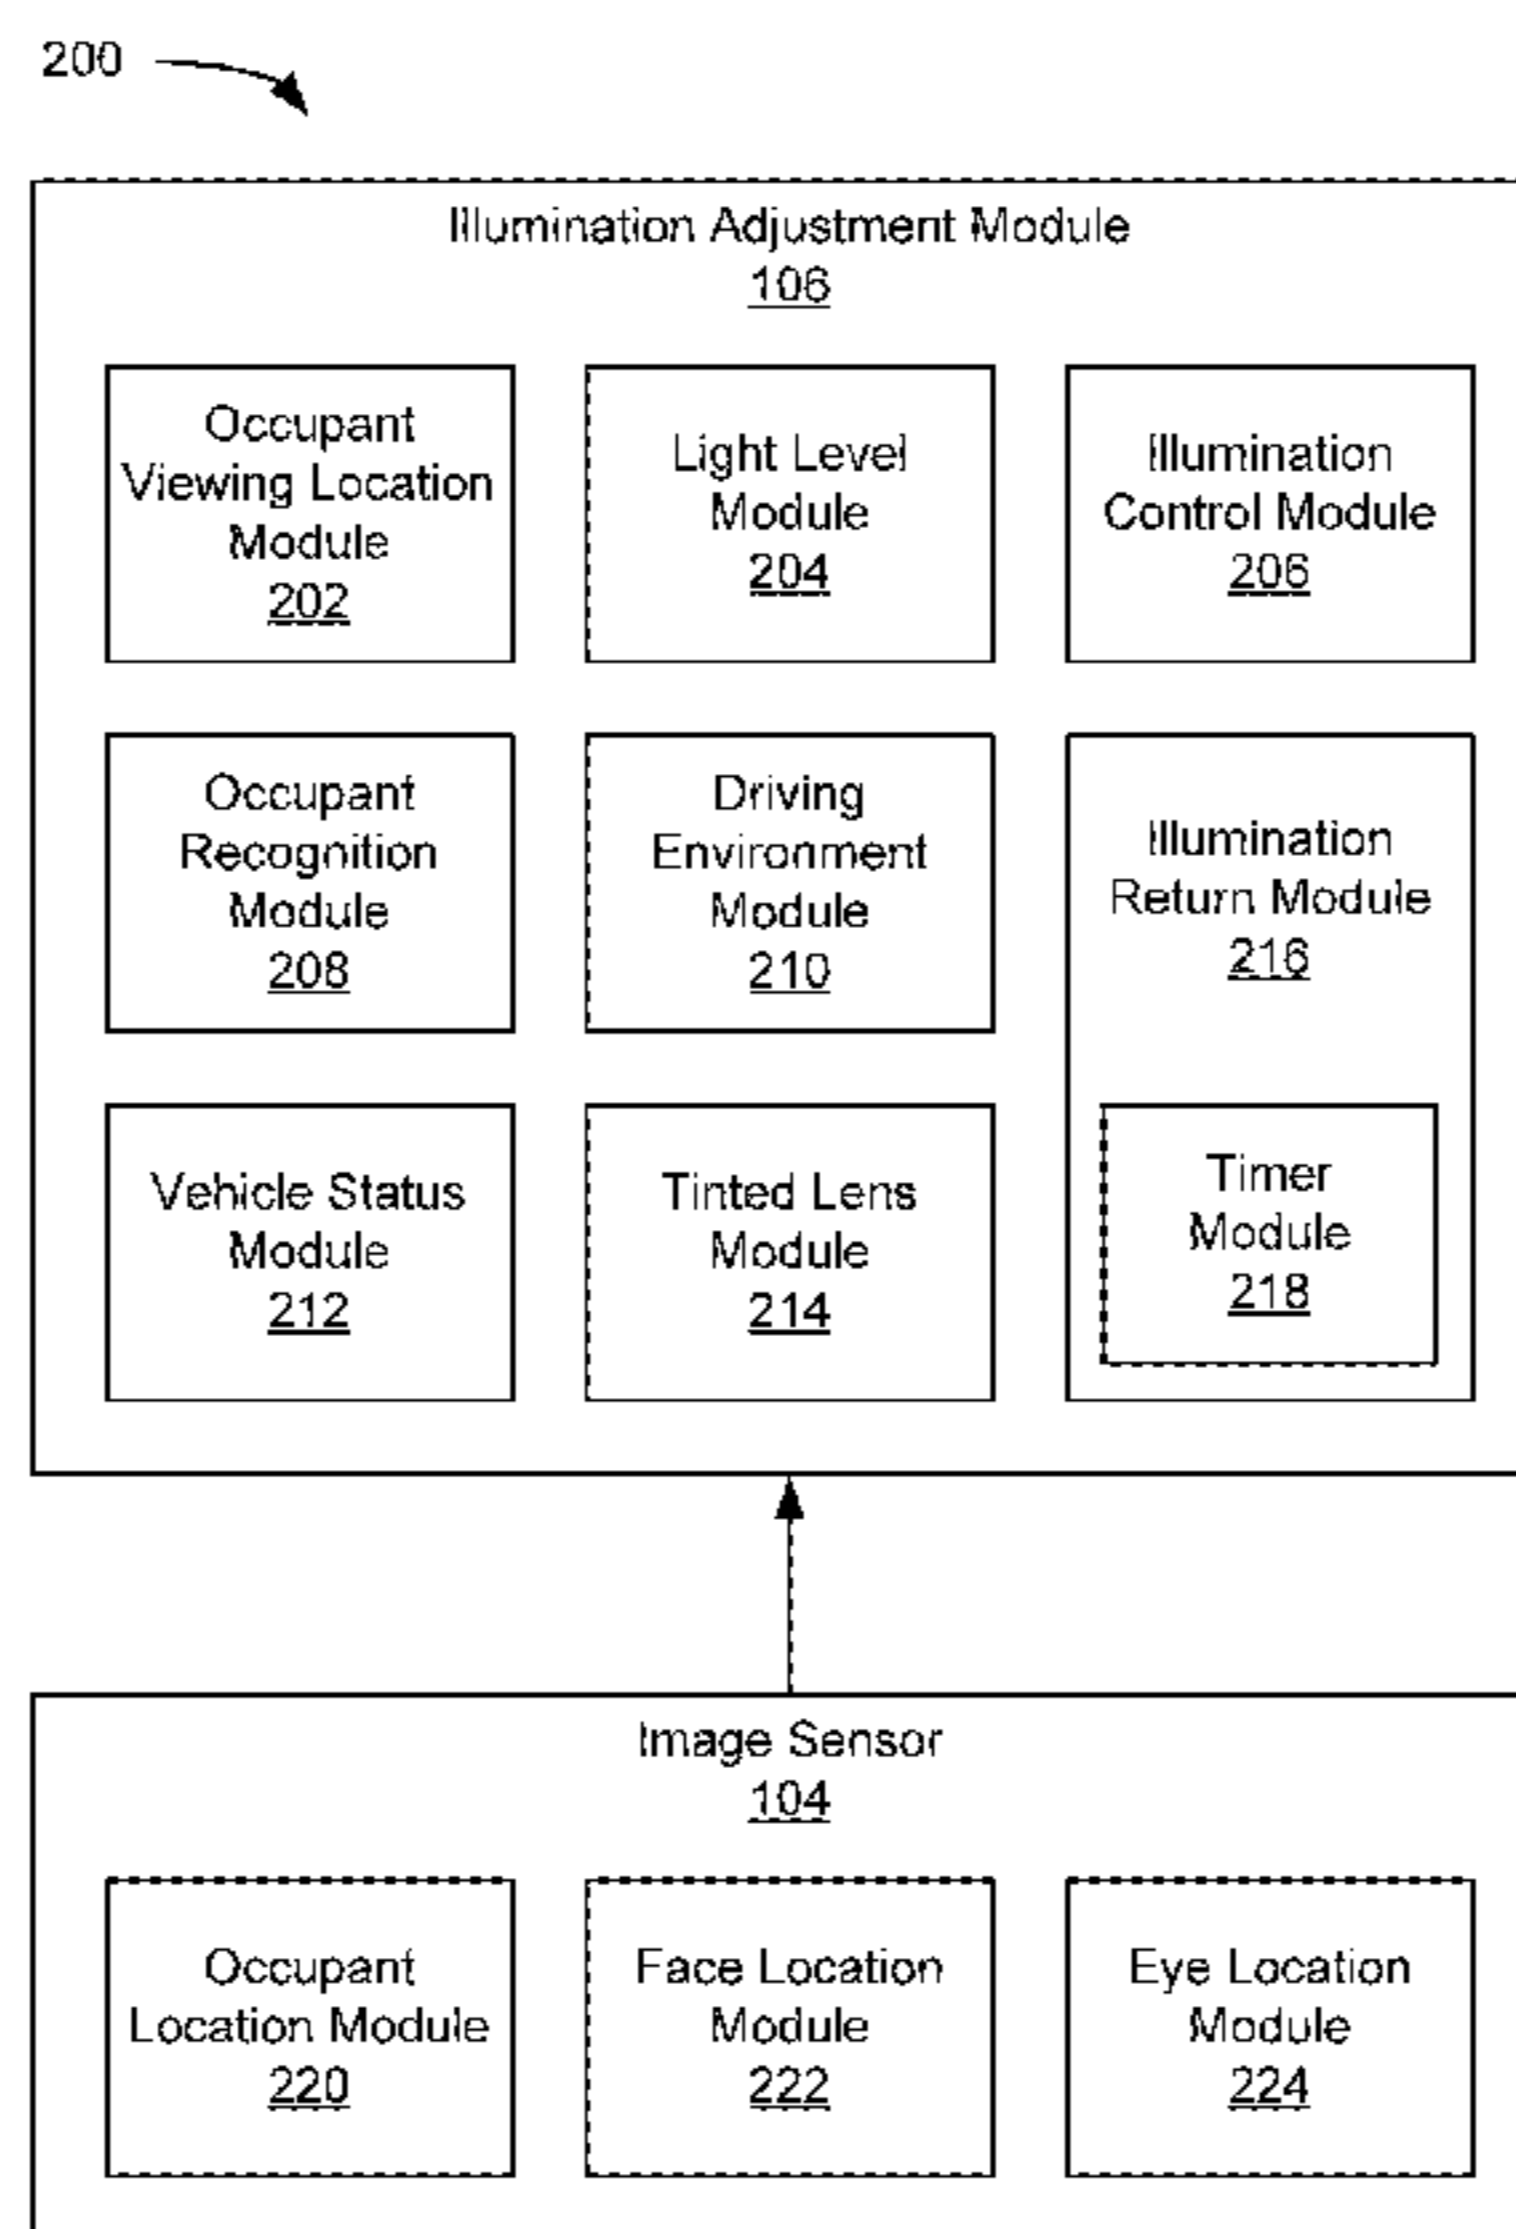 200
Illumination Adjustment Module
106
Occupant
Viewing Location
Module
202
Light Level
Module
204
Illumination
Control Module
206
Occupant
Recognition
Module
208
Driving
Environment
Module
210
Illumination
Return Module
216
Vehicle Status
Module
212
Tinted Lens
Module
214
Timer
Module
218
Image Sensor
104
Occupant
Location Module
220
Face Location
Module
222
Eye Location
Module
224